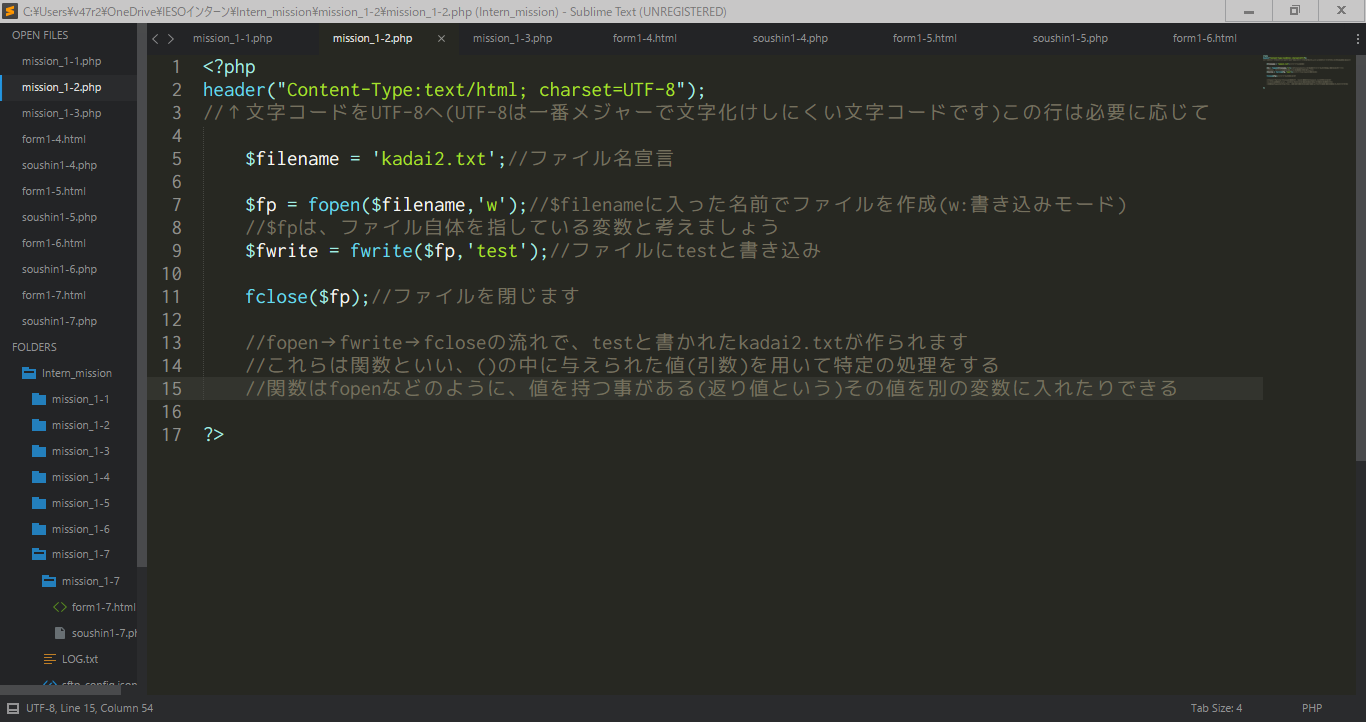 C:¥Users¥v47r2¥OneDrive¥IESOインターン¥Intern_mission¥mission_1-2¥mission_1-2.php (Intern_mission) - Sublime Text (UNREGISTERED)
OPEN FILES
mission_1-1.php
mission_1-2.php
mission_1-3.php
form1-4.html
soushin1-4.php
form1-5.html
soushin1-5.php
form1-6.html
soushin1-6.php
form1-7.html
soushin1-7.php
FOLDERS
Intern_mission
mission_1-1
mission_1-2
mission_1-3
mission_1-4
mission_1-5
mission_1-6
mission_1-7
mission_1-7
form1-7.html
soushin1-7.ph
LOG.txt
sftp-config.json
mission_1-1.php mission_1-2.php × mission_1-3.php form1-4.html soushin1-4.php form1-5.html soushin1-5.php form1-6.html
1 <?php
2 header("Content-Type:text/html; charset=UTF-8");
3 //↑文字コードをUTF-8へ(UTF-8は一番メジャーで文字化けしにくい文字コードです)この行は必要に応じて
4
5 $filename = 'kadai2.txt';//ファイル名宣言
6
7 $fp = fopen($filename,'w');//$filenameに入った名前でファイルを作成(w:書き込みモード)
8 //$fpは、ファイル自体を指している変数と考えましょう
9 $fwrite = fwrite($fp,'test');//ファイルにtestと書き込み
10
11 fclose($fp);//ファイルを閉じます
12
13 //fopen→fwrite→fcloseの流れで、testと書かれたkadai2.txtが作られます
14 //これらは関数といい、()の中に与えられた値(引数)を用いて特定の処理をする
15 //関数はfopenなどのように、値を持つ事がある(返り値という)その値を別の変数に入れたりできる
16
17 ?>
UTF-8, Line 15, Column 54
Tab Size: 4
PHP